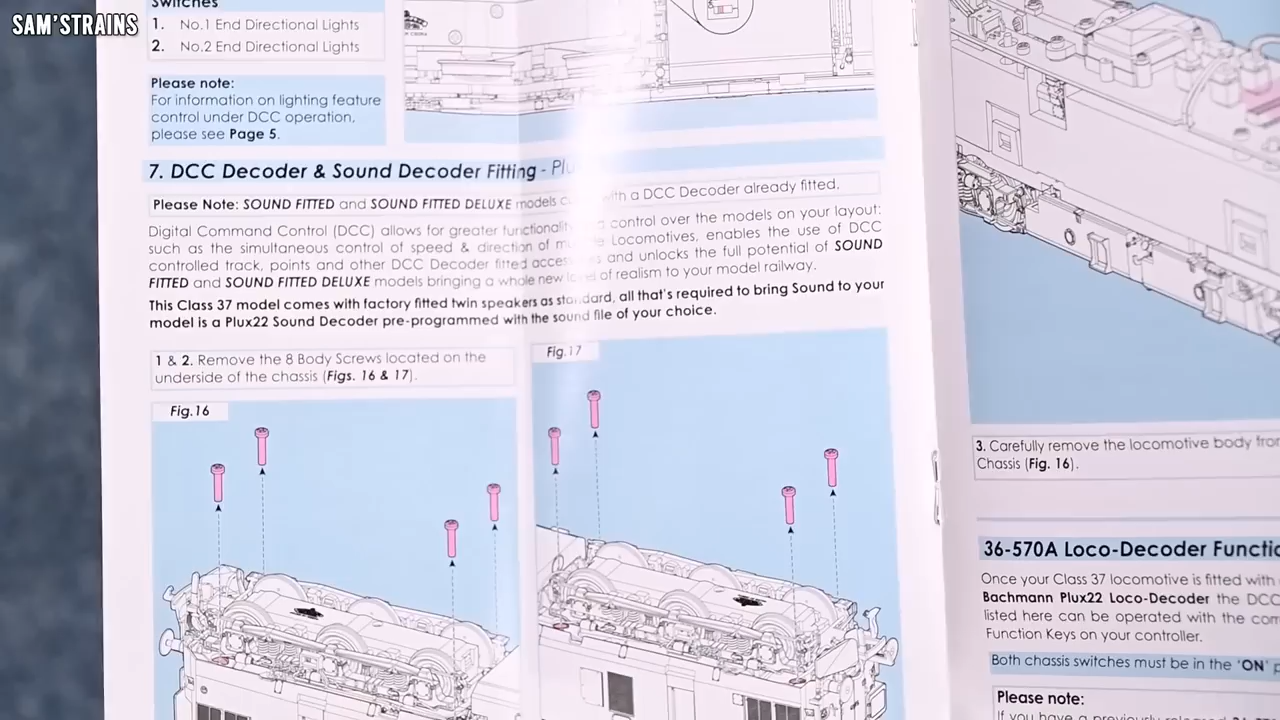 SAM'STRAINS
Switches
1. No.1 End Directional Lights
2. No.2 End Directional Lights
Please note:
For information on lighting feature
control under DCC operation,
please see Page 5.
7. DCC Decoder & Sound Decoder Fitting -
Please Note: SOUND FITTED and SOUND FITTED DELUXE models with a DCC Decoder already fitted.
Digital Command Control (DCC) allows for greater control over the models on your layout;
such as the simultaneous control of speed & direction of Locomotives, enables the use of DCC
controlled track, points and other DCC Decoder fitted and unlocks the full potential of SOUND
FITTED and SOUND FITTED DELUXE models bringing a whole new of realism to your model railway.
This Class 37 model comes with factory fitted twin speakers as standard, all that's required to bring Sound to your
model is a Plux22 Sound Decoder pre-programmed with the sound file of your choice.
1 & 2. Remove the 8 Body Screws located on the
underside of the chassis (Figs. 16 & 17).
Fig.16
Fig.17
3. Carefully remove the locomotive body
Chassis (Fig. 16).
36-570A Loco-Decoder
Once your Class 37 locomotive is fitted with
Bachmann Plux22 Loco-Decoder the DCC
listed here can be operated with the
Function Keys on your controller.
Both chassis switches must be in the 'ON'
Please note:
If you have a previously released